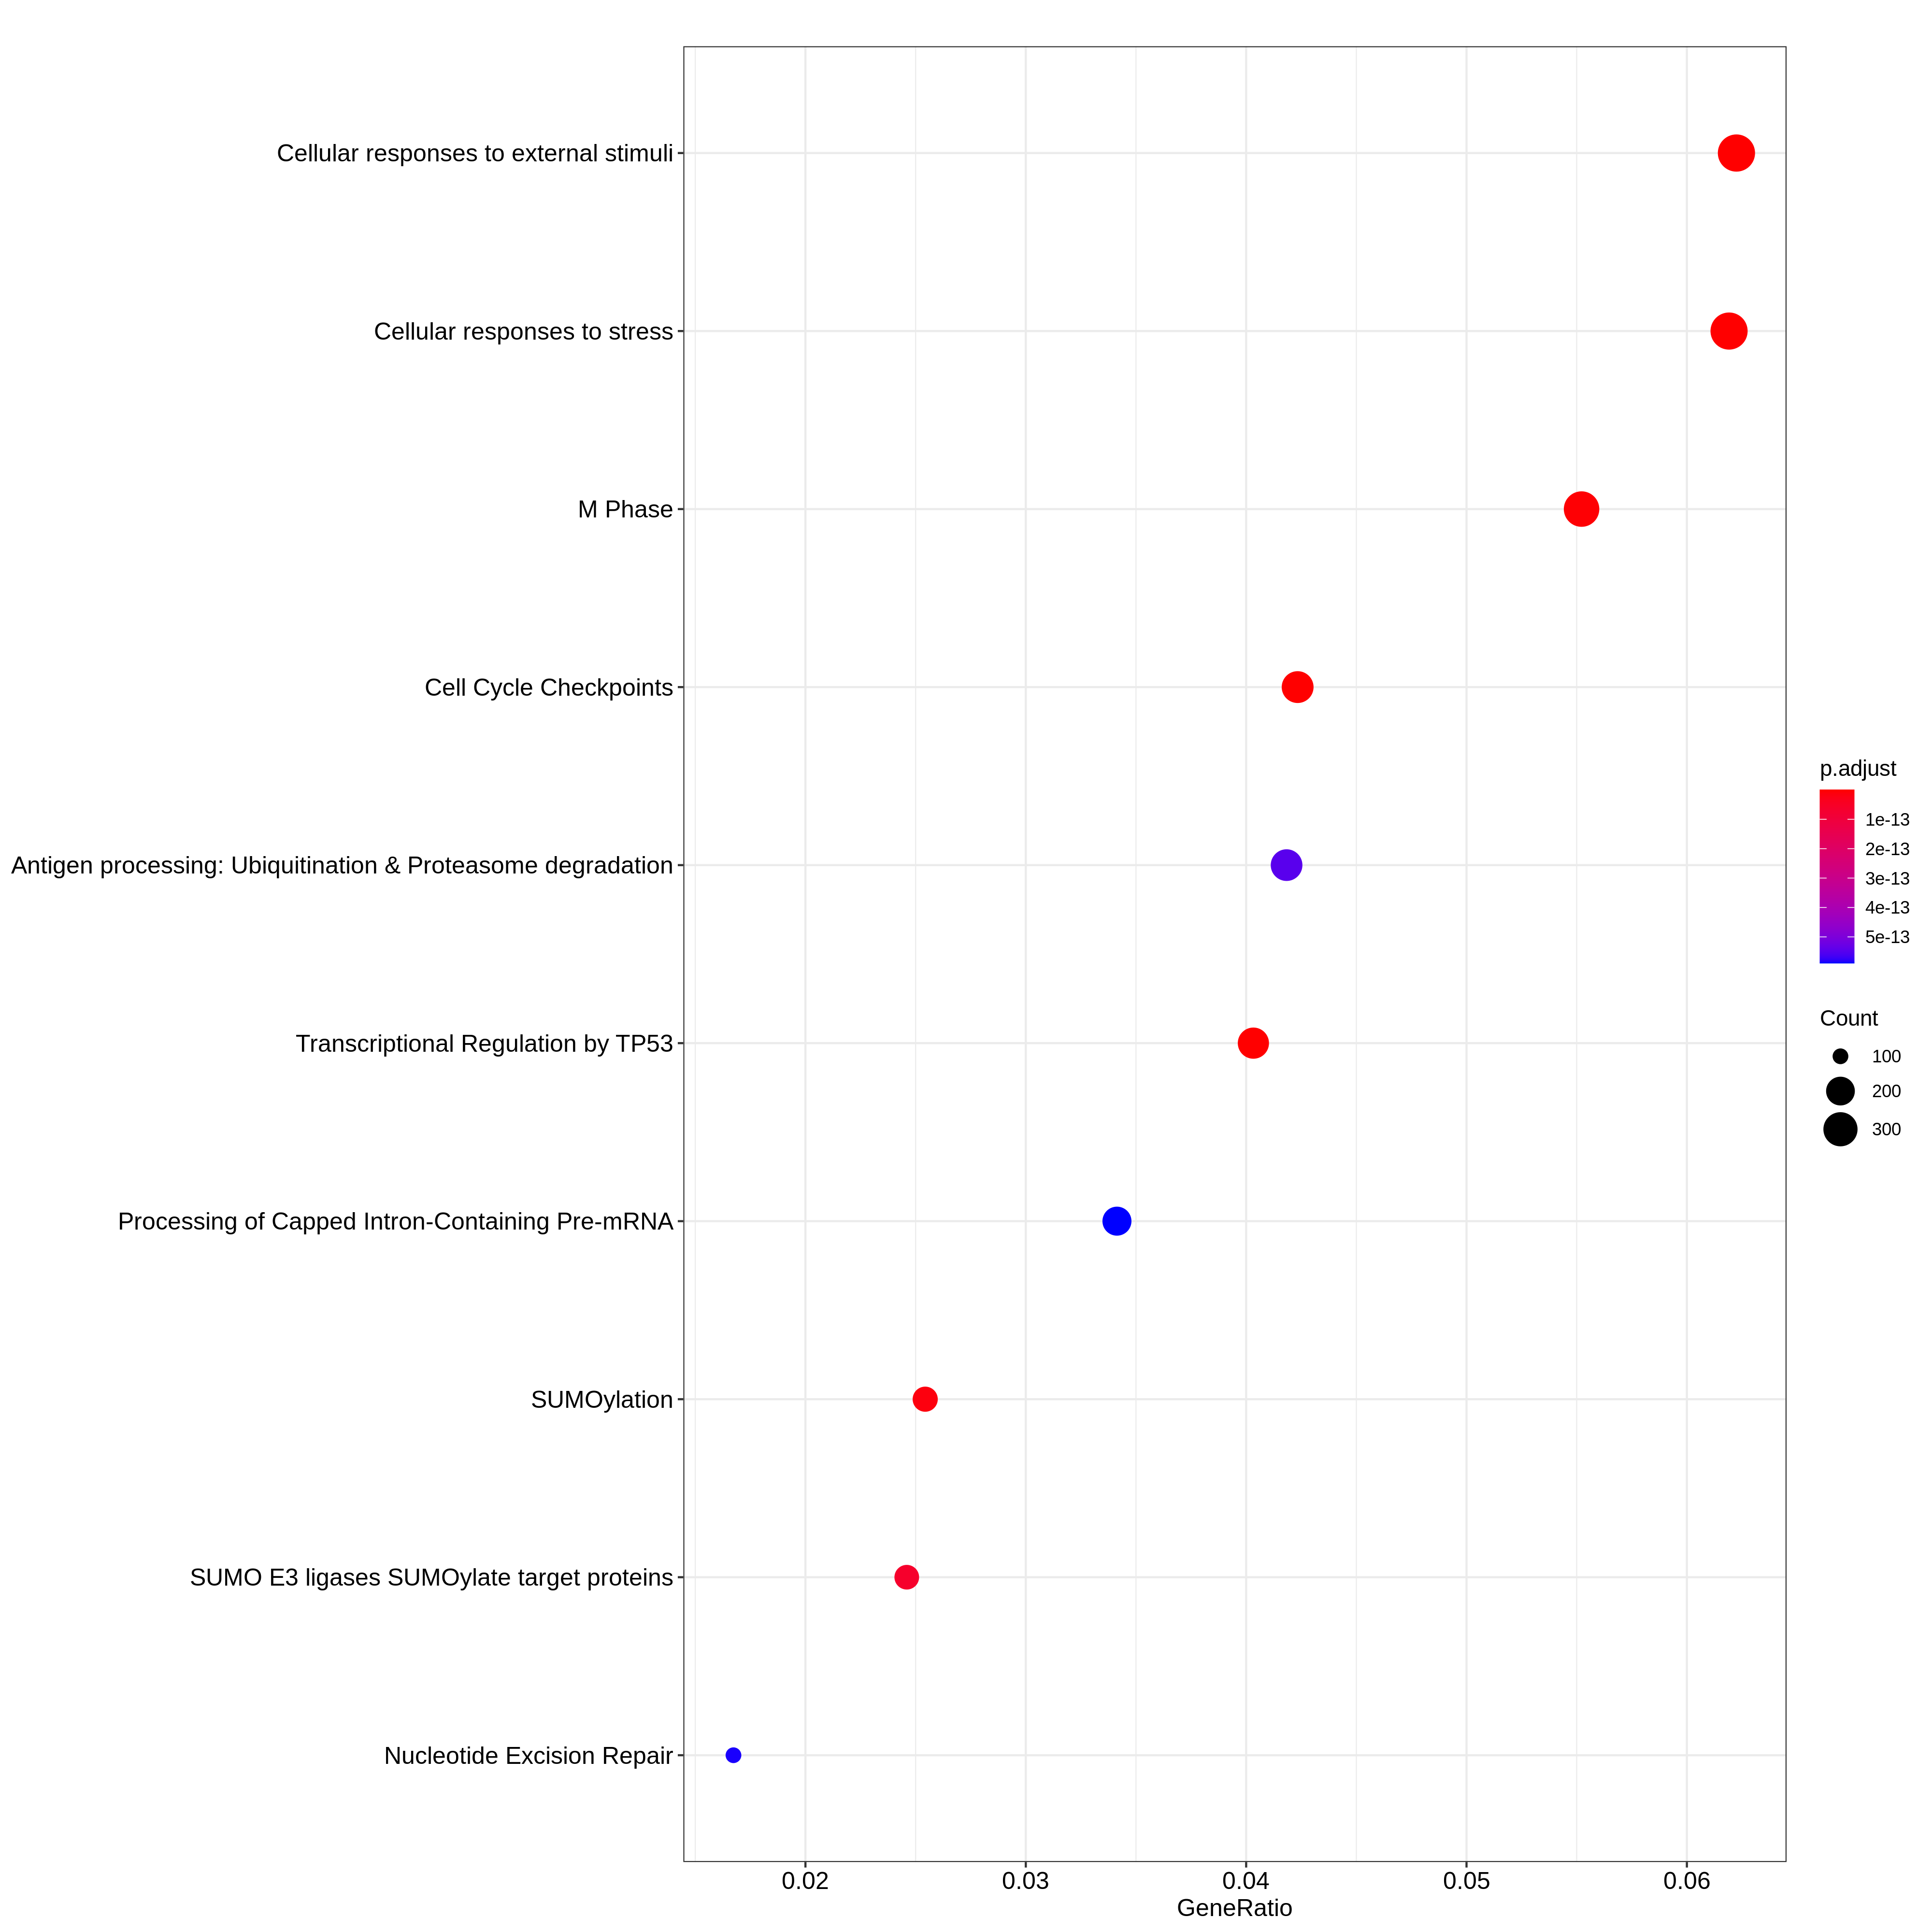 Cellular responses to external stimuli
Cellular responses to stress
M Phase
Cell Cycle Checkpoints
Antigen processing: Ubiquitination & Proteasome degradation
Transcriptional Regulation by TP53
Processing of Capped Intron-Containing Pre-mRNA
SUMOylation
SUMO E3 ligases SUMOylate target proteins
Nucleotide Excision Repair
0.02 0.03 0.04 0.05 0.06
GeneRatio
p.adjust
1e-13
2e-13
3e-13
4e-13
5e-13
Count
100
200
300